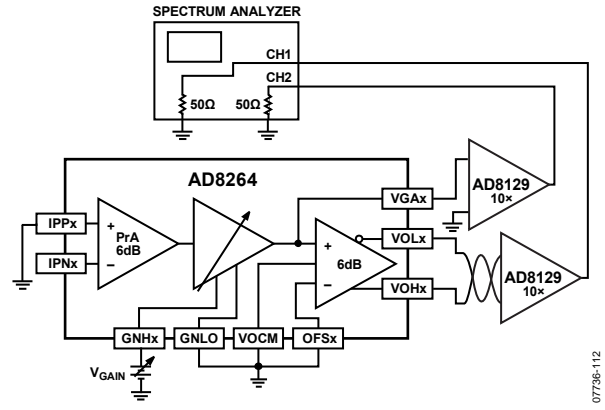 SPECTRUM ANALYZER
CH1
CH2
50Ω
50Ω
AD8264
IPPx
IPNx
+
PrA
6dB
–
+
6dB
–
VGAx
VOLx
VOHx
AD8129
10×
AD8129
10×
GNHx
GNLO
VOCM
OFSx
VGAIN
07736-112